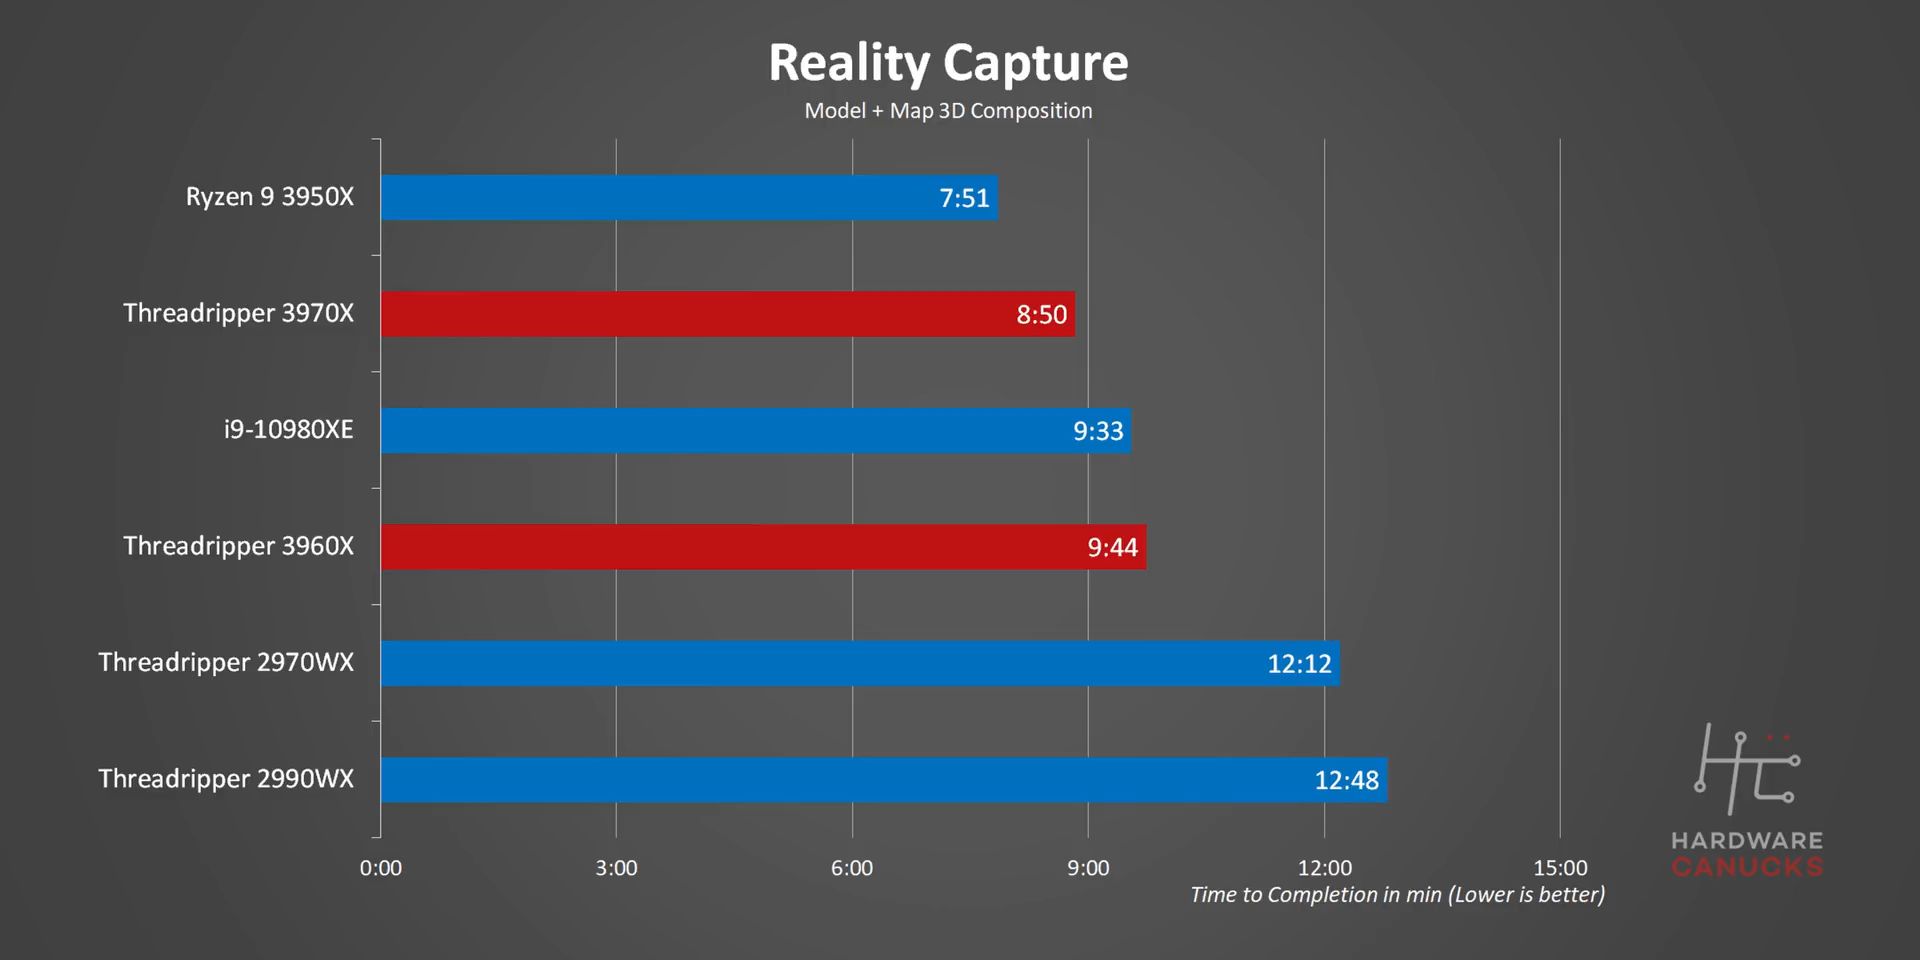 Reality Capture
Model + Map 3D Composition
Ryzen 9 3950X
7:51
Threadripper 3970X
8:50
i9-10980XE
9:33
Threadripper 3960X
9:44
Threadripper 2970WX
12:12
Threadripper 2990WX
12:48
0:00 3:00 6:00 9:00 12:00 15:00
Time to Completion in min (Lower is better)
HARDWARE
CANUCKS